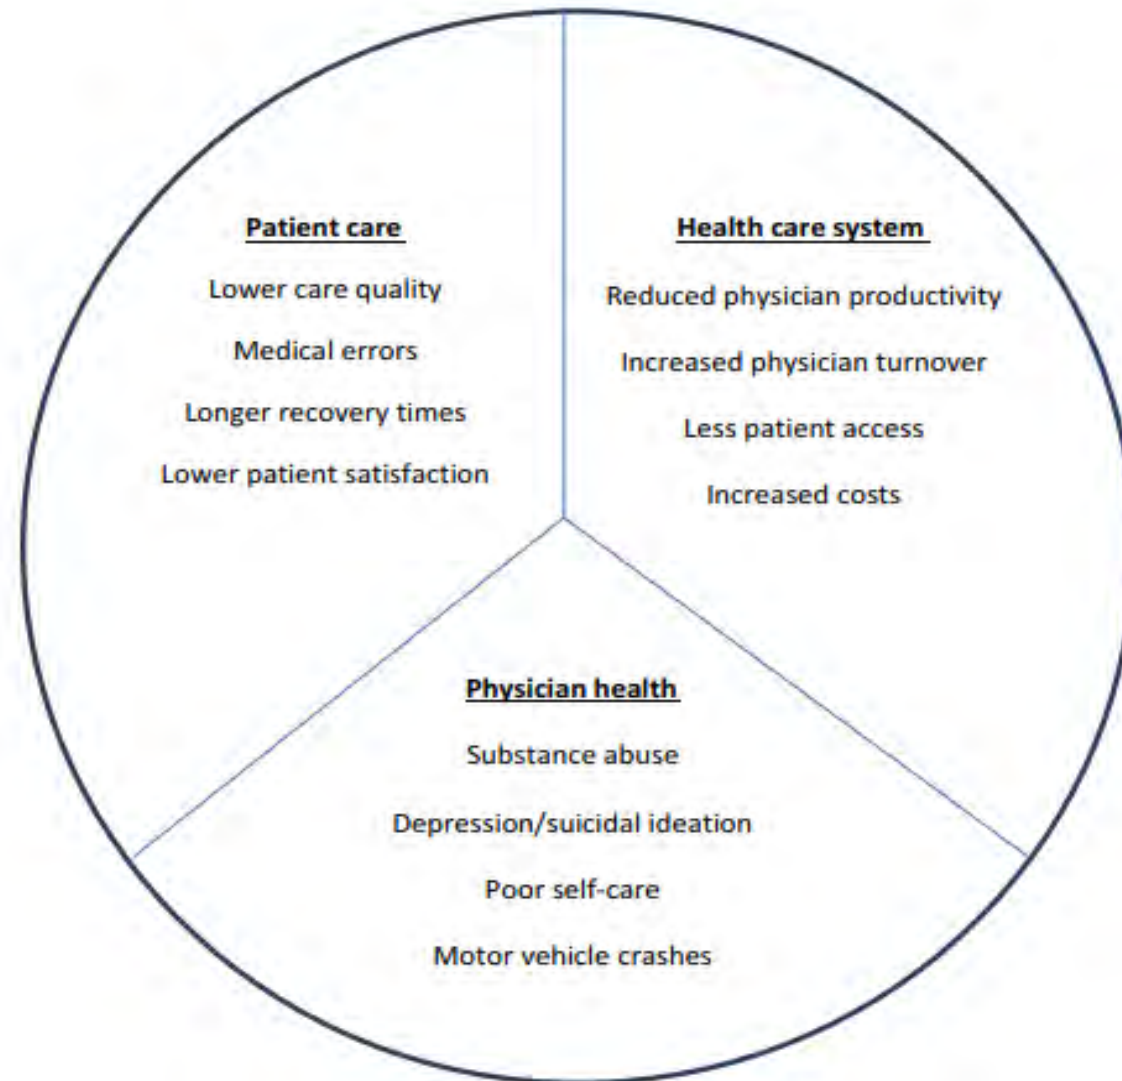 Patient care
Lower care quality
Medical errors
Longer recovery times
Lower patient satisfaction
Health care system
Reduced physician productivity
Increased physician turnover
Less patient access
Increased costs
Physician health
Substance abuse
Depression/suicidal ideation
Poor self-care
Motor vehicle crashes